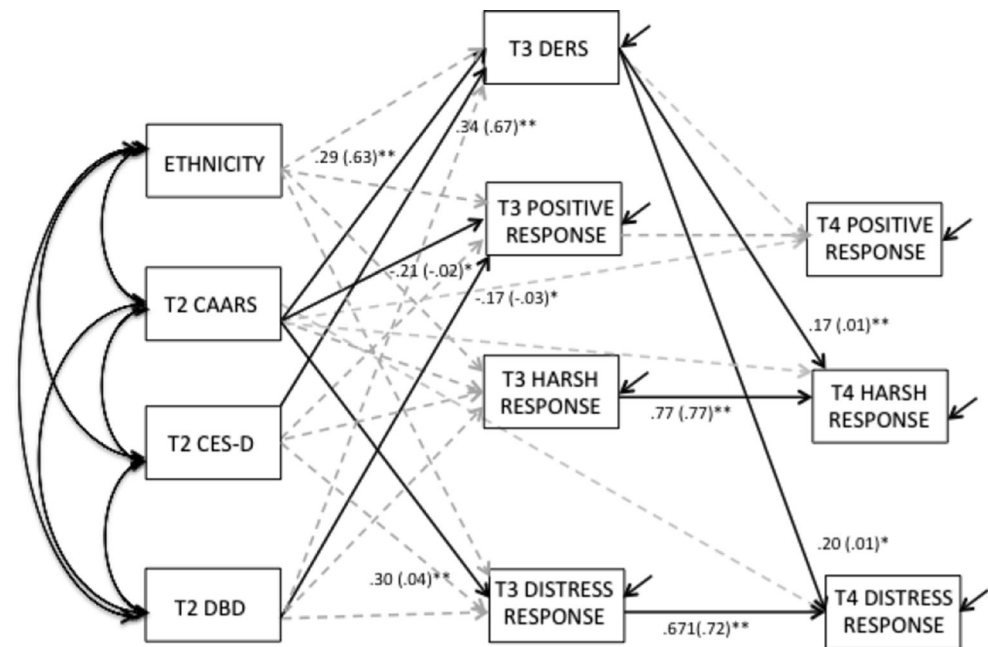 T3 DERS
.34 (.67)**
.29 (.63)**
ETHNICITY
T3 POSITIVE
RESPONSE
T4 POSITIVE
RESPONSE
-.21 (-.02)*
-.17 (-.03)*
T2 CAARS
.17 (.01)**
T3 HARSH
RESPONSE
T4 HARSH
RESPONSE
.77 (.77)**
T2 CES-D
.20 (.01)*
.30 (.04)**
T2 DBD
T3 DISTRESS
RESPONSE
T4 DISTRESS
RESPONSE
.671(.72)**